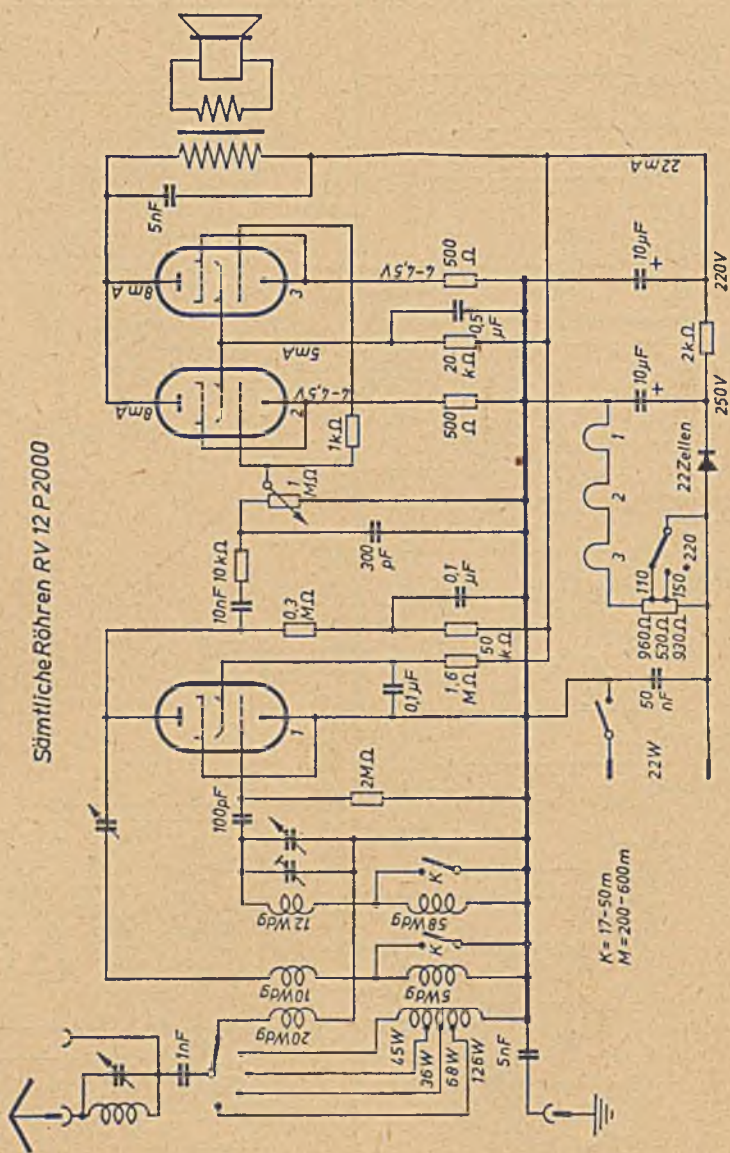 Sämtliche Röhren RV 12 P 2000
5nF
8mA
8mA
3
2
1
4-4,5V
4-4,5V
5mA
22mA
500
Ω
0,5
µF
20
kΩ
500
Ω
1kΩ
1
MΩ
10nF 10kΩ
300
pF
0,3
MΩ
0,1
µF
50
kΩ
0,1µF
1,6
MΩ
100pF
2MΩ
12Wdg
58Wdg
K
10Wdg
5Wdg
K
20Wdg
1nF
45W
36W
68W
126W
5nF
10µF
+
10µF
+
220V
2kΩ
250V
22Zellen
1
2
3
110
150
220
960Ω
530Ω
930Ω
50
nF
22W
K = 17-50m
M = 200-600m